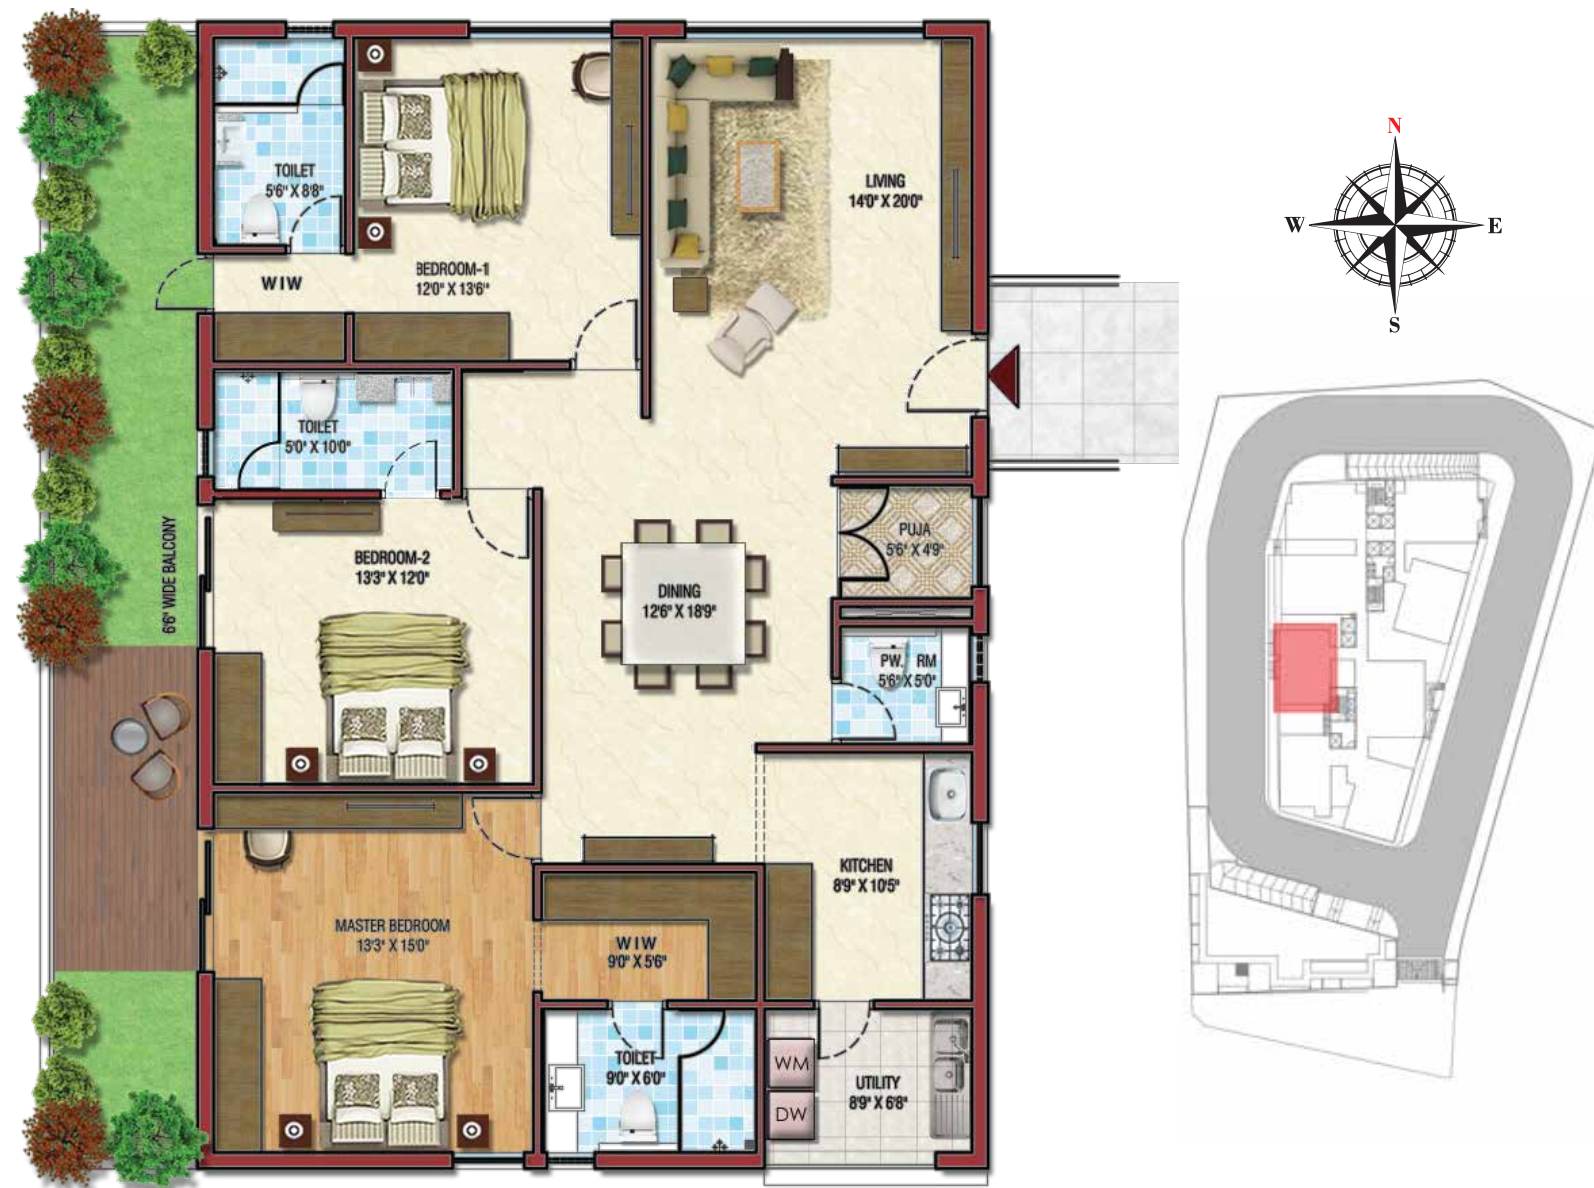 TOILET
5'6" X 8'8"
WIW
BEDROOM-1
12'0" X 13'6"
LIVING
14'0" X 20'0"
N
W
E
S
TOILET
5'0" X 10'0"
6'6" WIDE BALCONY
BEDROOM-2
13'3" X 12'0"
DINING
12'6" X 18'9"
PUJA
5'6" X 4'9"
PW. RM
5'6" X 5'0"
KITCHEN
8'9" X 10'5"
MASTER BEDROOM
13'3" X 15'0"
WIW
9'0" X 5'6"
TOILET
9'0" X 6'0"
WM
DW
UTILITY
8'9" X 6'8"